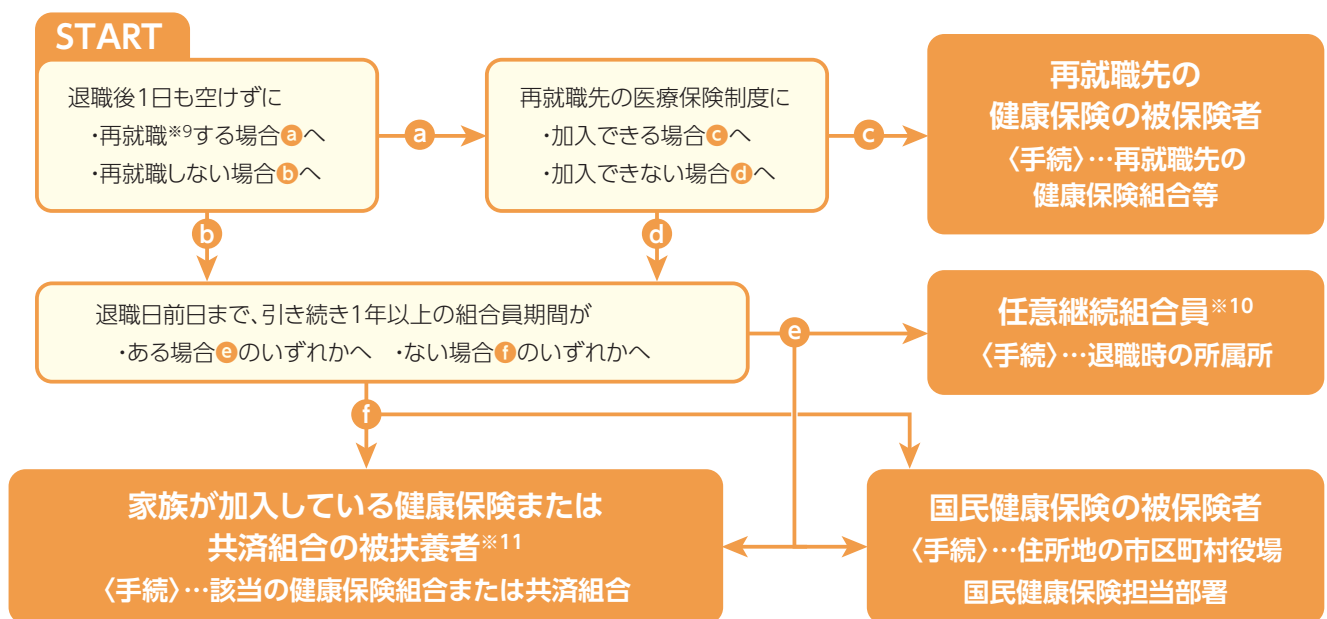 START
退職後1日も空けずに
・再就職※9する場合aへ
・再就職しない場合bへ
a
再就職先の医療保険制度に
・加入できる場合cへ
・加入できない場合dへ
c
再就職先の
健康保険の被保険者
〈手続〉…再就職先の
健康保険組合等
b
d
退職日前日まで、引き続き1年以上の組合員期間が
・ある場合eのいずれかへ ・ない場合fのいずれかへ
e
任意継続組合員※10
〈手続〉…退職時の所属所
f
家族が加入している健康保険または
共済組合の被扶養者※11
〈手続〉…該当の健康保険組合または共済組合
国民健康保険の被保険者
〈手続〉…住所地の市区町村役場
国民健康保険担当部署